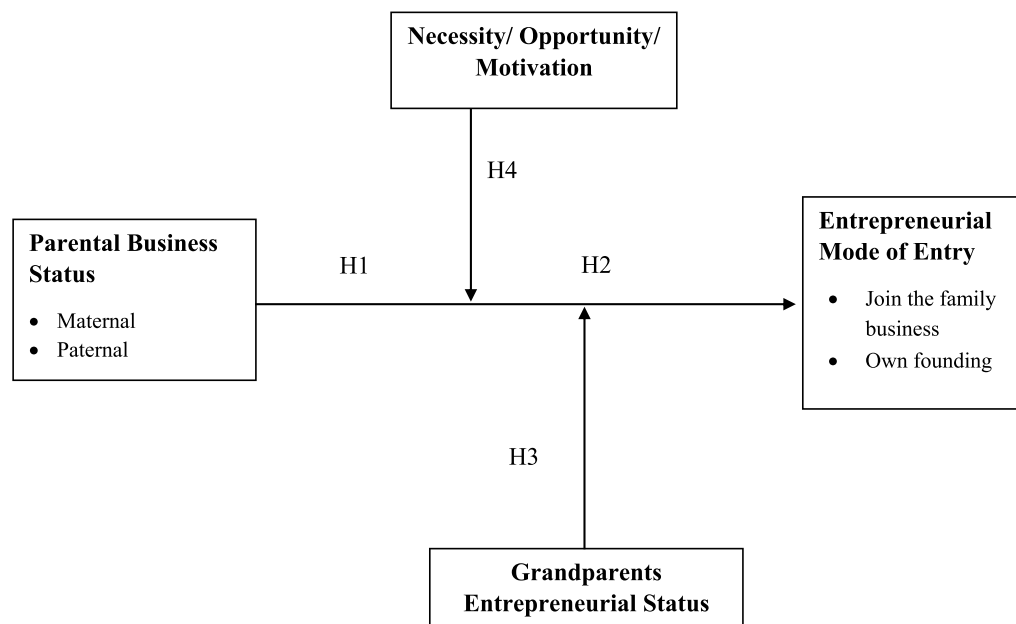 Necessity/ Opportunity/
Motivation
H4
Parental Business
Status
• Maternal
• Paternal
H1
H2
Entrepreneurial
Mode of Entry
• Join the family
business
• Own founding
H3
Grandparents
Entrepreneurial Status